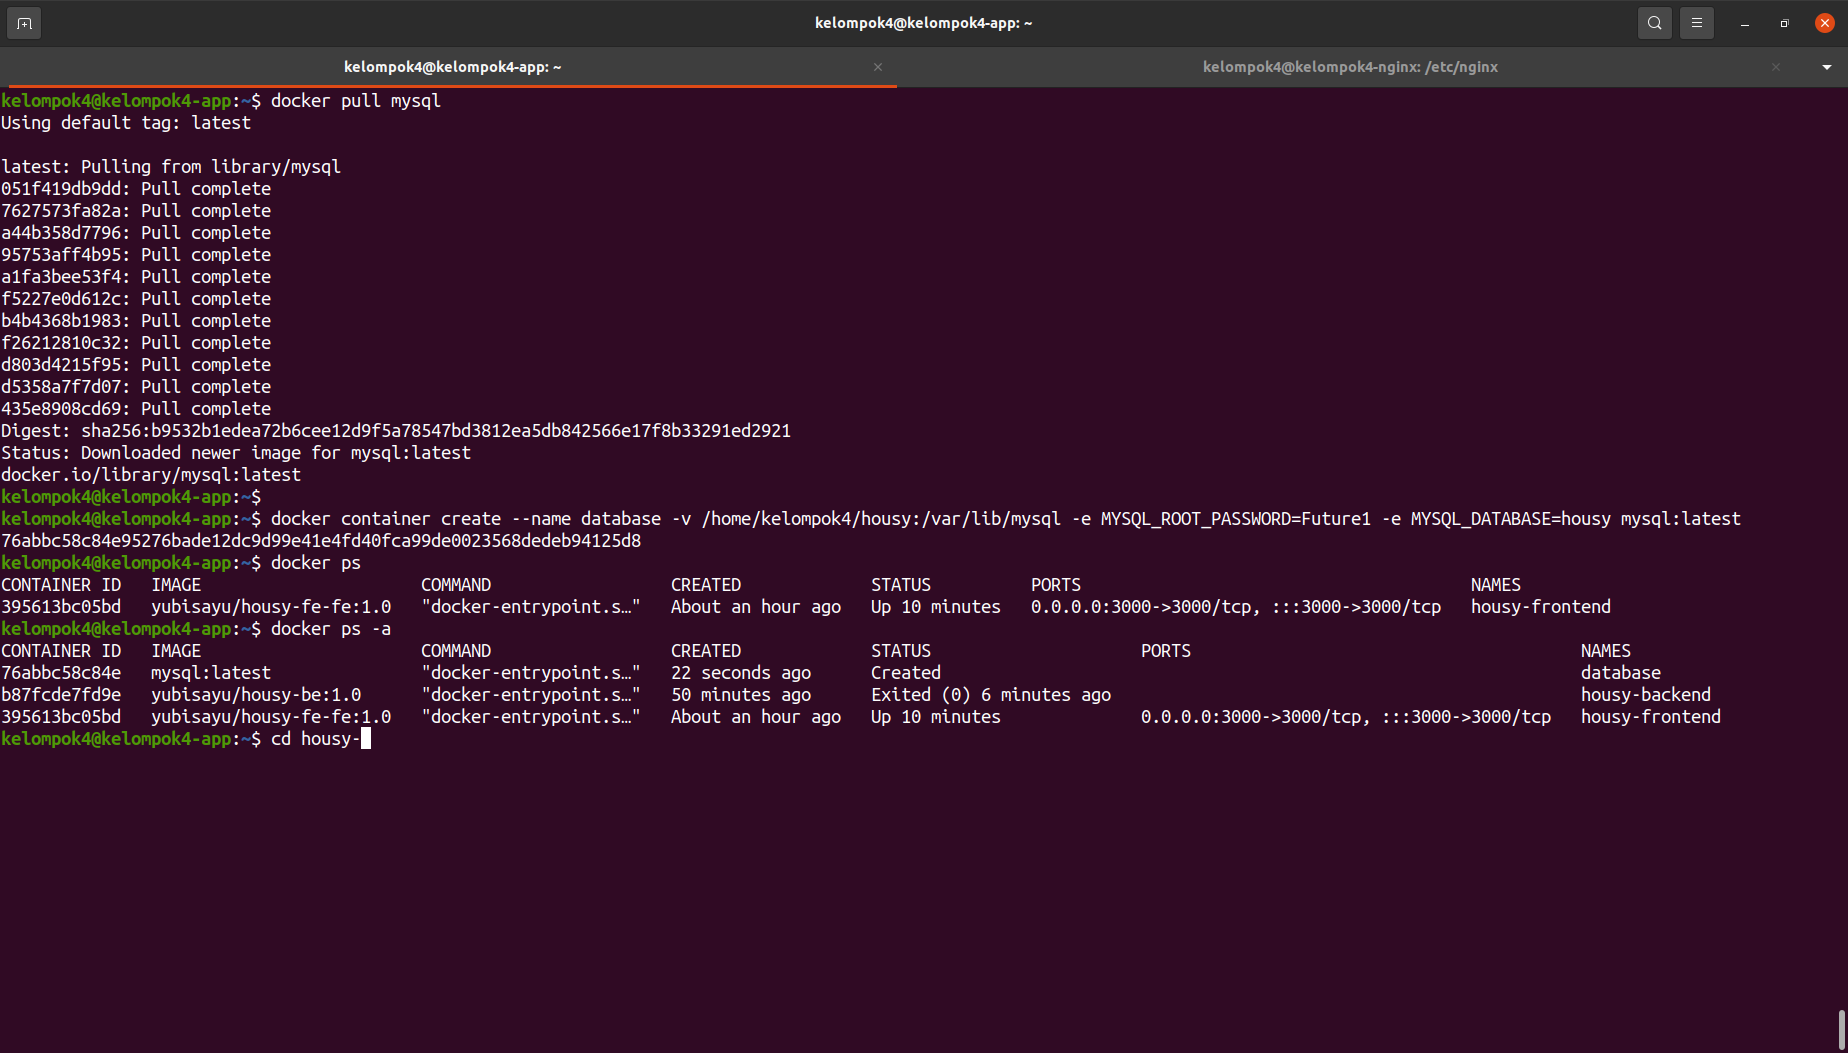 kelompok4@kelompok4-app: ~
kelompok4@kelompok4-app: ~
kelompok4@kelompok4-nginx: /etc/nginx
kelompok4@kelompok4-app:~$ docker pull mysql
Using default tag: latest
latest: Pulling from library/mysql
051f419db9dd: Pull complete
7627573fa82a: Pull complete
a44b358d7796: Pull complete
95753aff4b95: Pull complete
a1fa3bee53f4: Pull complete
f5227e0d612c: Pull complete
b4b4368b1983: Pull complete
f26212810c32: Pull complete
d803d4215f95: Pull complete
d5358a7f7d07: Pull complete
435e8908cd69: Pull complete
Digest: sha256:b9532b1edea72b6cee12d9f5a78547bd3812ea5db842566e17f8b33291ed2921
Status: Downloaded newer image for mysql:latest
docker.io/library/mysql:latest
kelompok4@kelompok4-app:~$
kelompok4@kelompok4-app:~$ docker container create --name database -v /home/kelompok4/housy:/var/lib/mysql -e MYSQL_ROOT_PASSWORD=Future1 -e MYSQL_DATABASE=housy mysql:latest
76abbc58c84e95276bade12dc9d99e41e4fd40fca99de0023568dedeb94125d8
kelompok4@kelompok4-app:~$ docker ps
CONTAINER ID   IMAGE                      COMMAND                  CREATED             STATUS          PORTS                                       NAMES
395613bc05bd   yubisayu/housy-fe-fe:1.0   "docker-entrypoint.s…"   About an hour ago   Up 10 minutes   0.0.0.0:3000->3000/tcp, :::3000->3000/tcp   housy-frontend
kelompok4@kelompok4-app:~$ docker ps -a
CONTAINER ID   IMAGE                      COMMAND                  CREATED             STATUS                     PORTS                                       NAMES
76abbc58c84e   mysql:latest               "docker-entrypoint.s…"   22 seconds ago      Created                                                                database
b87fcde7fd9e   yubisayu/housy-be:1.0      "docker-entrypoint.s…"   50 minutes ago      Exited (0) 6 minutes ago                                               housy-backend
395613bc05bd   yubisayu/housy-fe-fe:1.0   "docker-entrypoint.s…"   About an hour ago   Up 10 minutes              0.0.0.0:3000->3000/tcp, :::3000->3000/tcp   housy-frontend
kelompok4@kelompok4-app:~$ cd housy-